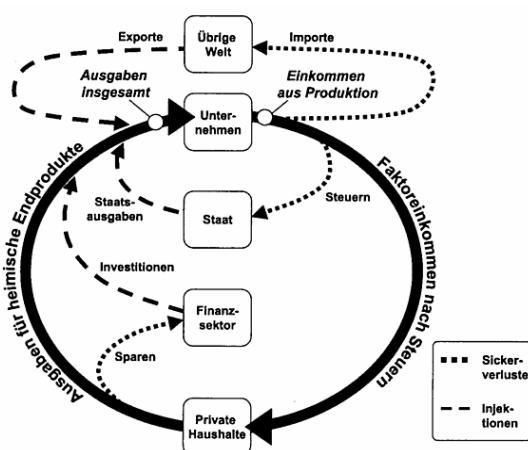 Exporte
Übrige
Welt
Importe
Ausgaben
insgesamt
Einkommen
aus Produktion
Unter-
nehmen
Ausgaben für heimische Endprodukte
Faktoreinkommen nach Steuern
Staats-
ausgaben
Staat
Steuern
Investitionen
Finanz-
sektor
Sparen
Private
Haushalte
Sicker-
verluste
Injek-
tionen